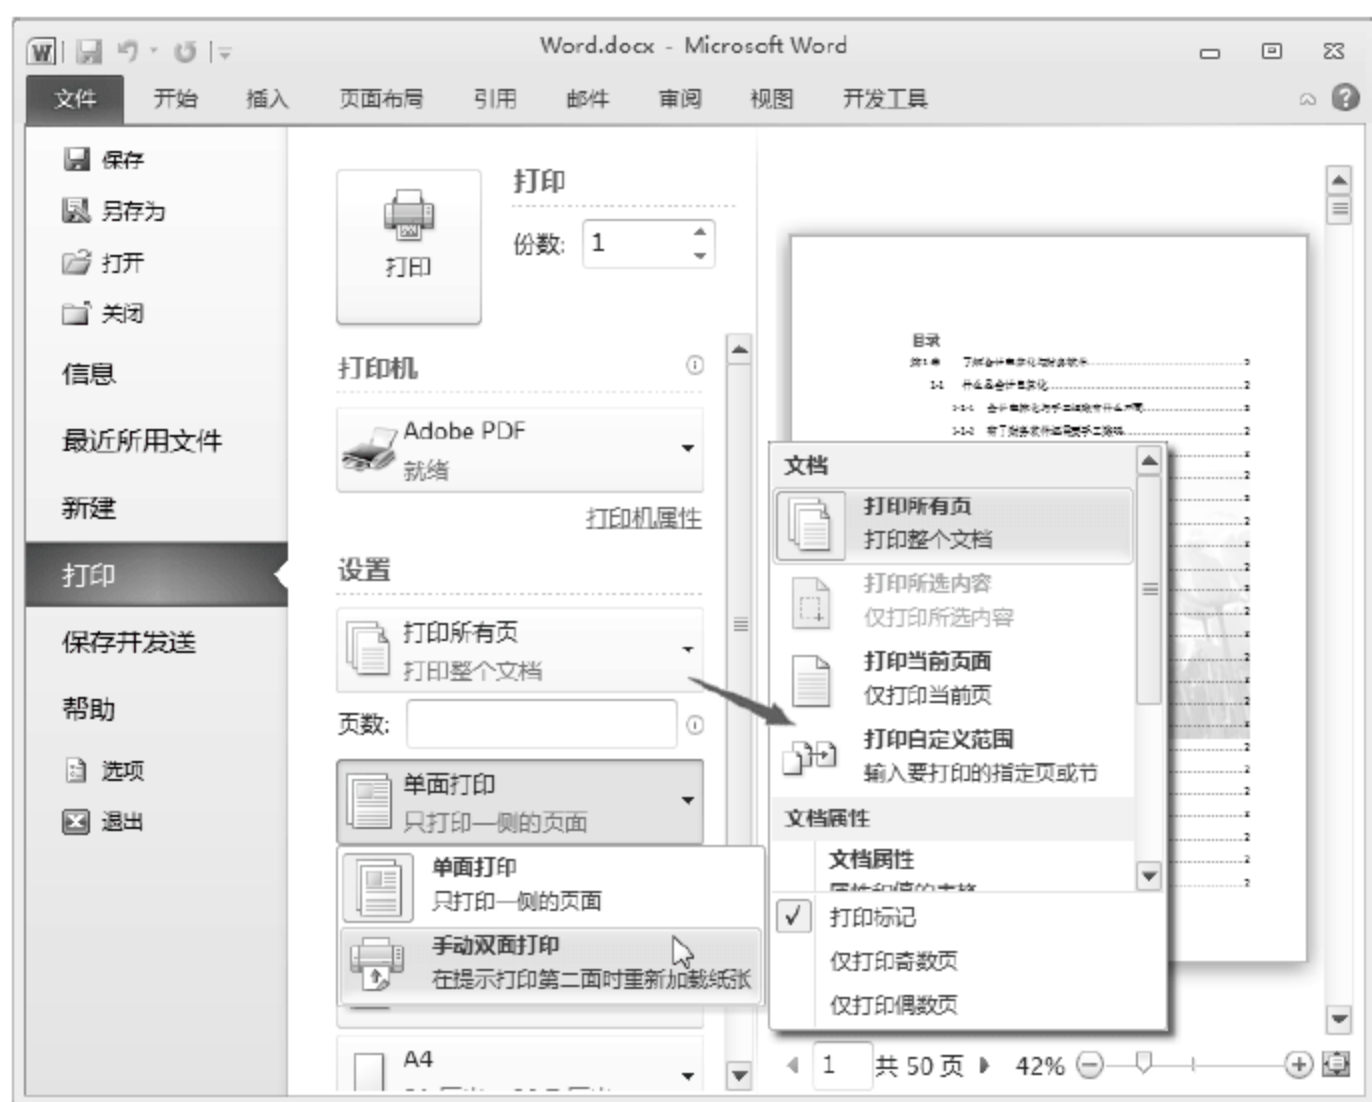 Word.docx - Microsoft Word
文件 开始 插入 页面布局 引用 邮件 审阅 视图 开发工具
保存
另存为
打开
关闭
信息
最近所用文件
新建
打印
保存并发送
帮助
选项
退出
打印
打印
份数: 1
打印机
Adobe PDF
就绪
打印机属性
设置
打印所有页
打印整个文档
页数:
单面打印
只打印一侧的页面
单面打印
只打印一侧的页面
手动双面打印
在提示打印第二面时重新加载纸张
A4
目录
文档
打印所有页
打印整个文档
打印所选内容
仅打印所选内容
打印当前页面
仅打印当前页
打印自定义范围
输入要打印的指定页或节
文档属性
文档属性
打印标记
仅打印奇数页
仅打印偶数页
1 共 50 页 42%